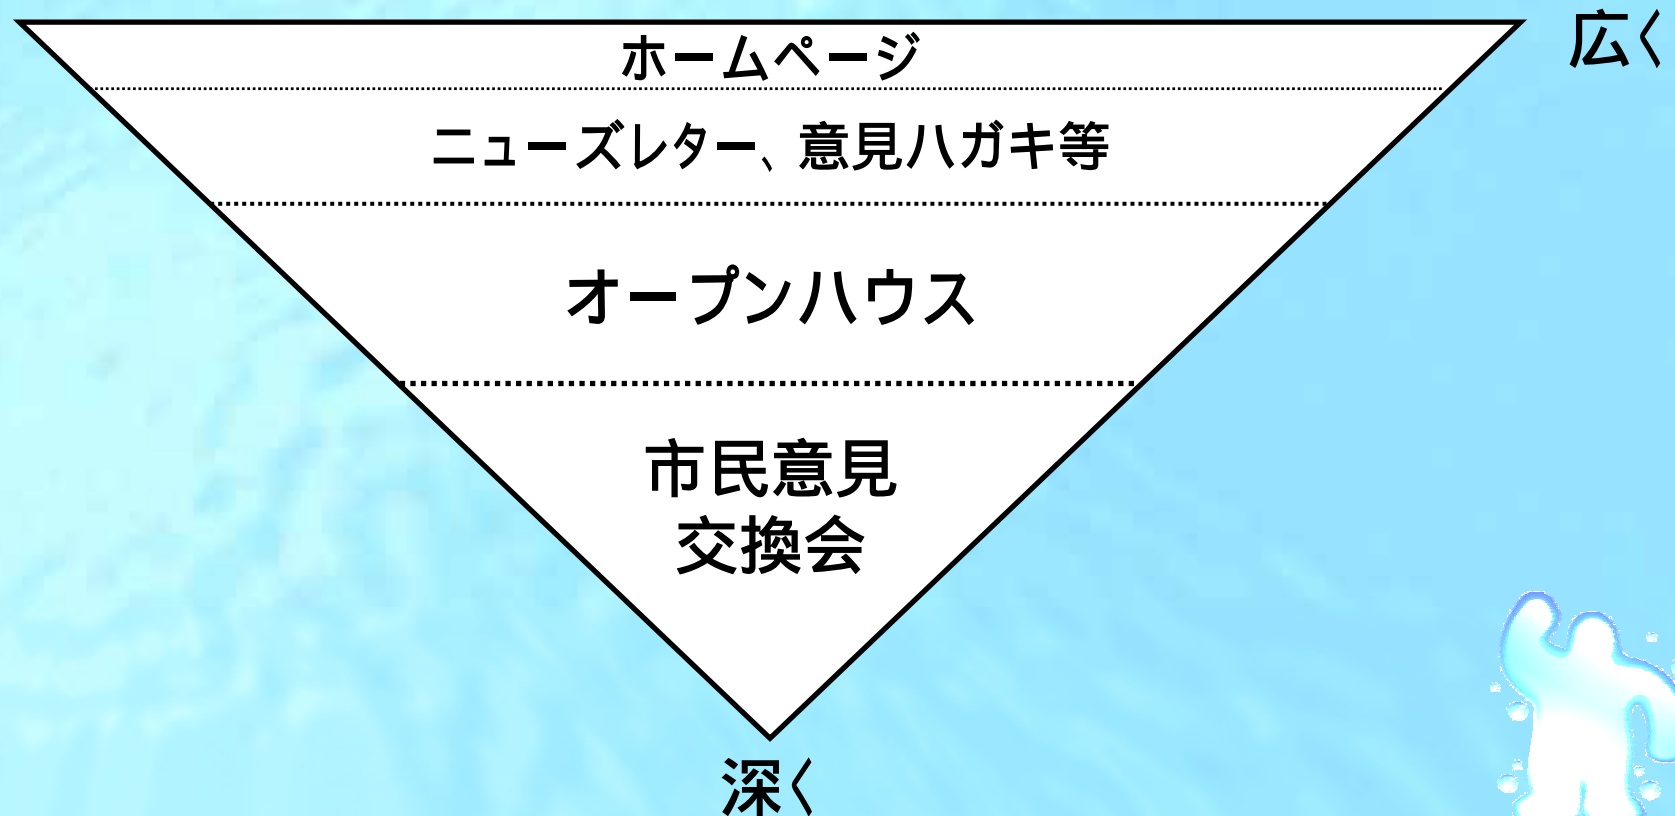 広く
ホームページ
ニューズレター、意見ハガキ等
オープンハウス
市民意見
交換会
深く